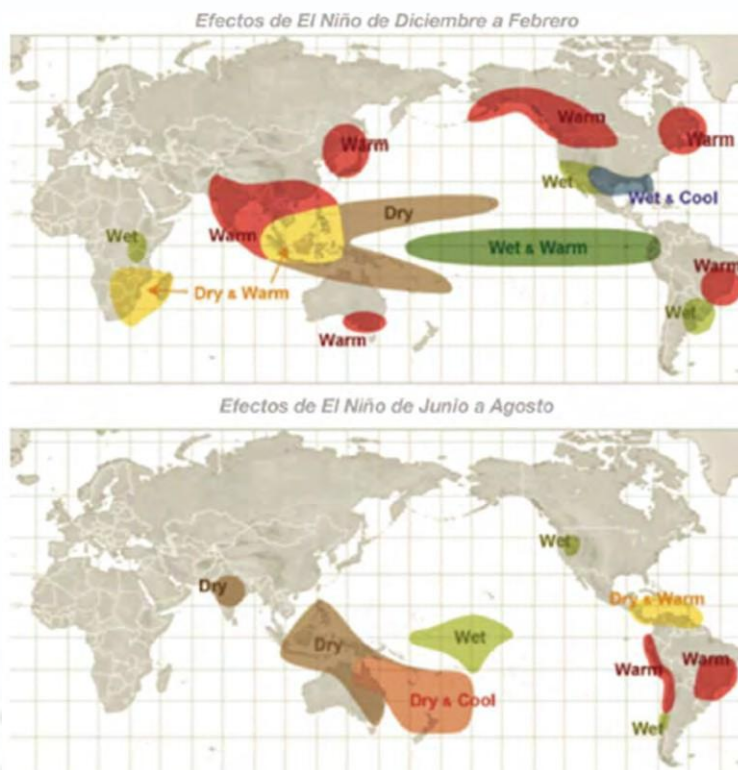 Efectos de El Niño de Diciembre a Febrero
Warm
Warm
Warm
Wet
Wet & Cool
Dry
Wet
Warm
Wet & Warm
Warm
Dry & Warm
Wet
Warm
Efectos de El Niño de Junio a Agosto
Wet
Dry
Dry & Warm
Dry
Wet
Warm
Warm
Dry & Cool
Wet